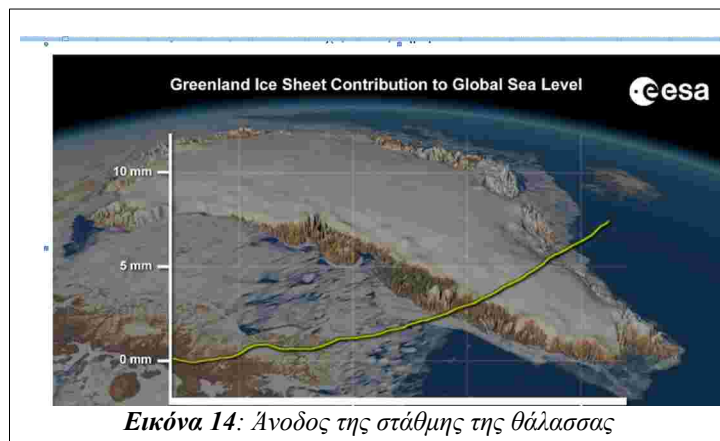 Greenland Ice Sheet Contribution to Global Sea Level
esa
10 mm
5 mm
0 mm
Εικόνα 14: Άνοδος της στάθμης της θάλασσας